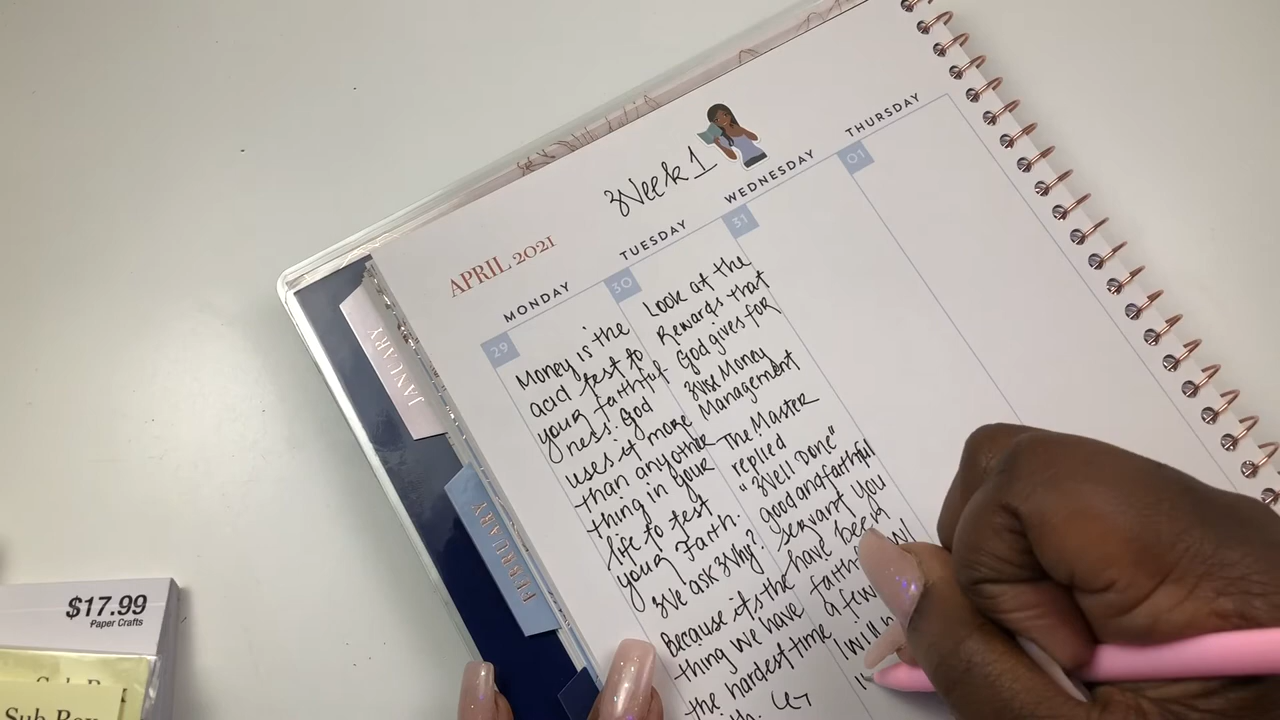 APRIL 2021
Week 1
MONDAY
TUESDAY
WEDNESDAY
THURSDAY
29
30
31
01
Money is the
acid test to
your faithful
ness! God
uses it more
than any other
thing in your
life to test
your Faith.
We ask Why?
Because its the
thing we have
the hardest time
Look at the
Rewards that
God gives for
Wise Money
Management
The Master
replied
"Well Done"
good and faithful
servant you
have been
a few
I will
JANUARY
FEBRUARY
$17.99
Paper Crafts
Sub Box